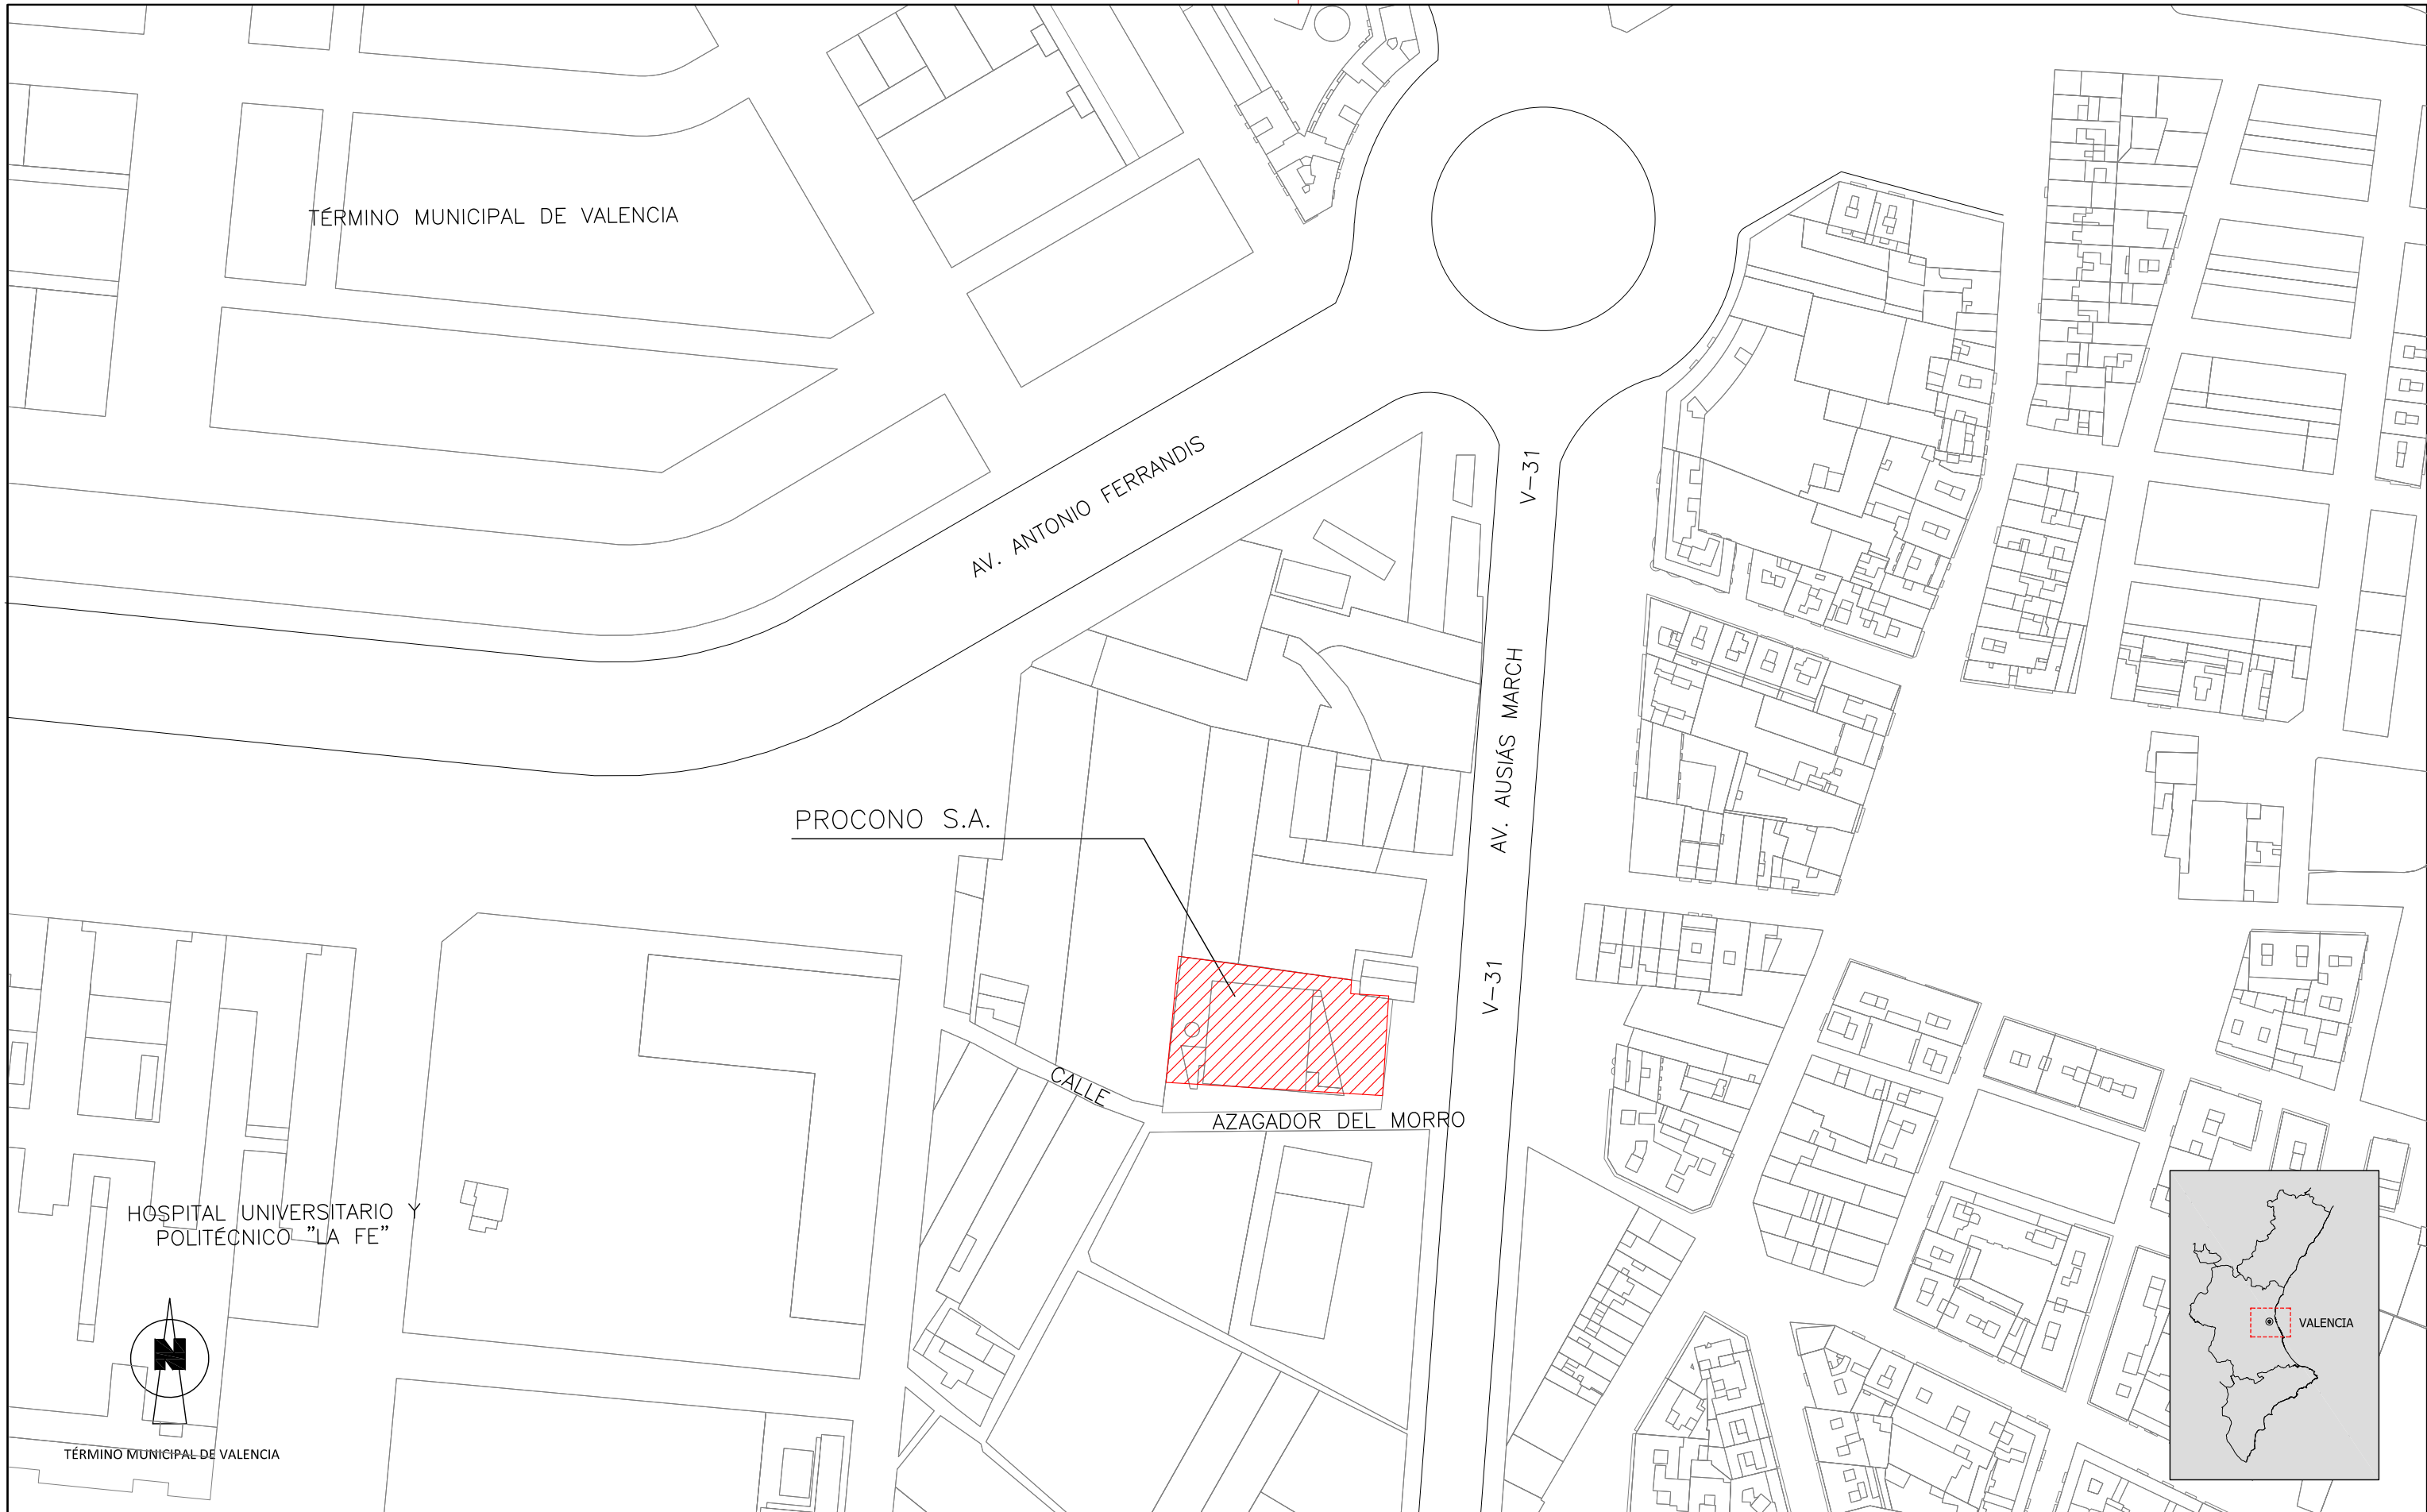 TÉRMINO MUNICIPAL DE VALENCIA
AV. ANTONIO FERRANDIS
V-31
AV. AUSIÁS MARCH
PROCONO S.A.
V-31
CALLE
AZAGADOR DEL MORRO
HOSPITAL UNIVERSITARIO Y
POLITÉCNICO "LA FE"
N
TÉRMINO MUNICIPAL DE VALENCIA
VALENCIA